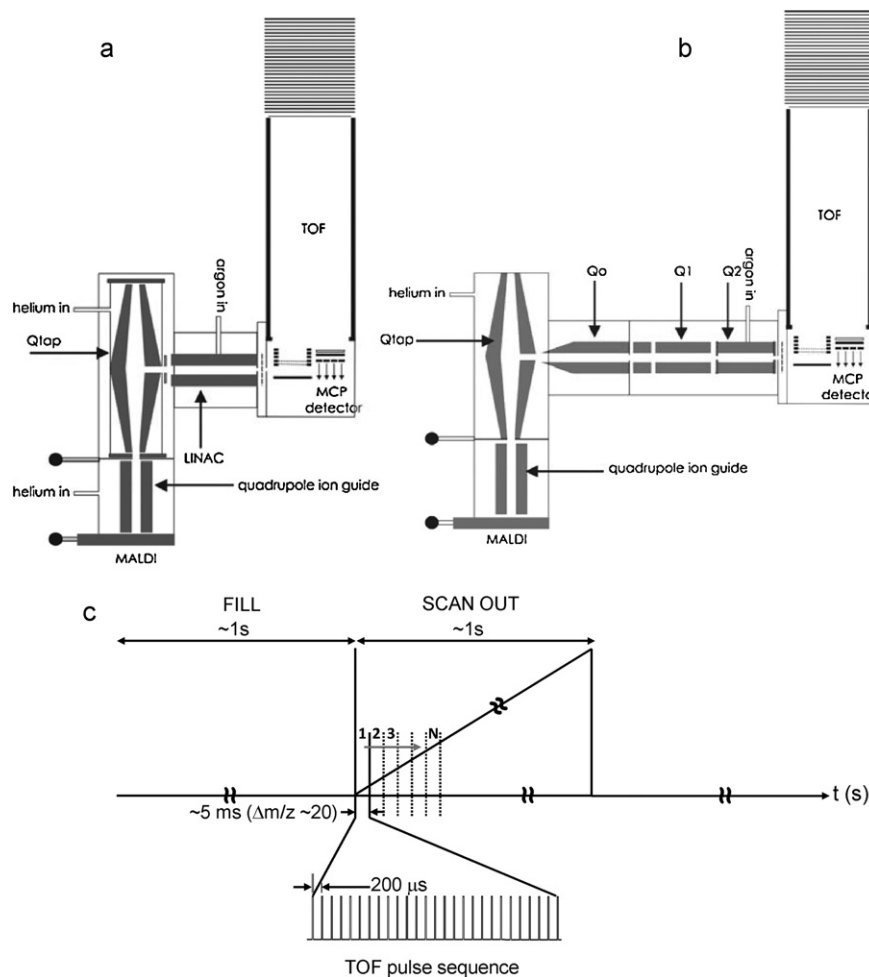 a
TOF
argon in
helium in
Qtap
MCP
detector
LINAC
helium in
quadrupole ion guide
MALDI
b
TOF
Qo
Q1
Q2
argon in
helium in
Qtap
MCP
detector
quadrupole ion guide
MALDI
c
FILL
~1s
SCAN OUT
~1s
1 2 3 N
t (s)
~5 ms (Δm/z ~20)
200 µs
TOF pulse sequence